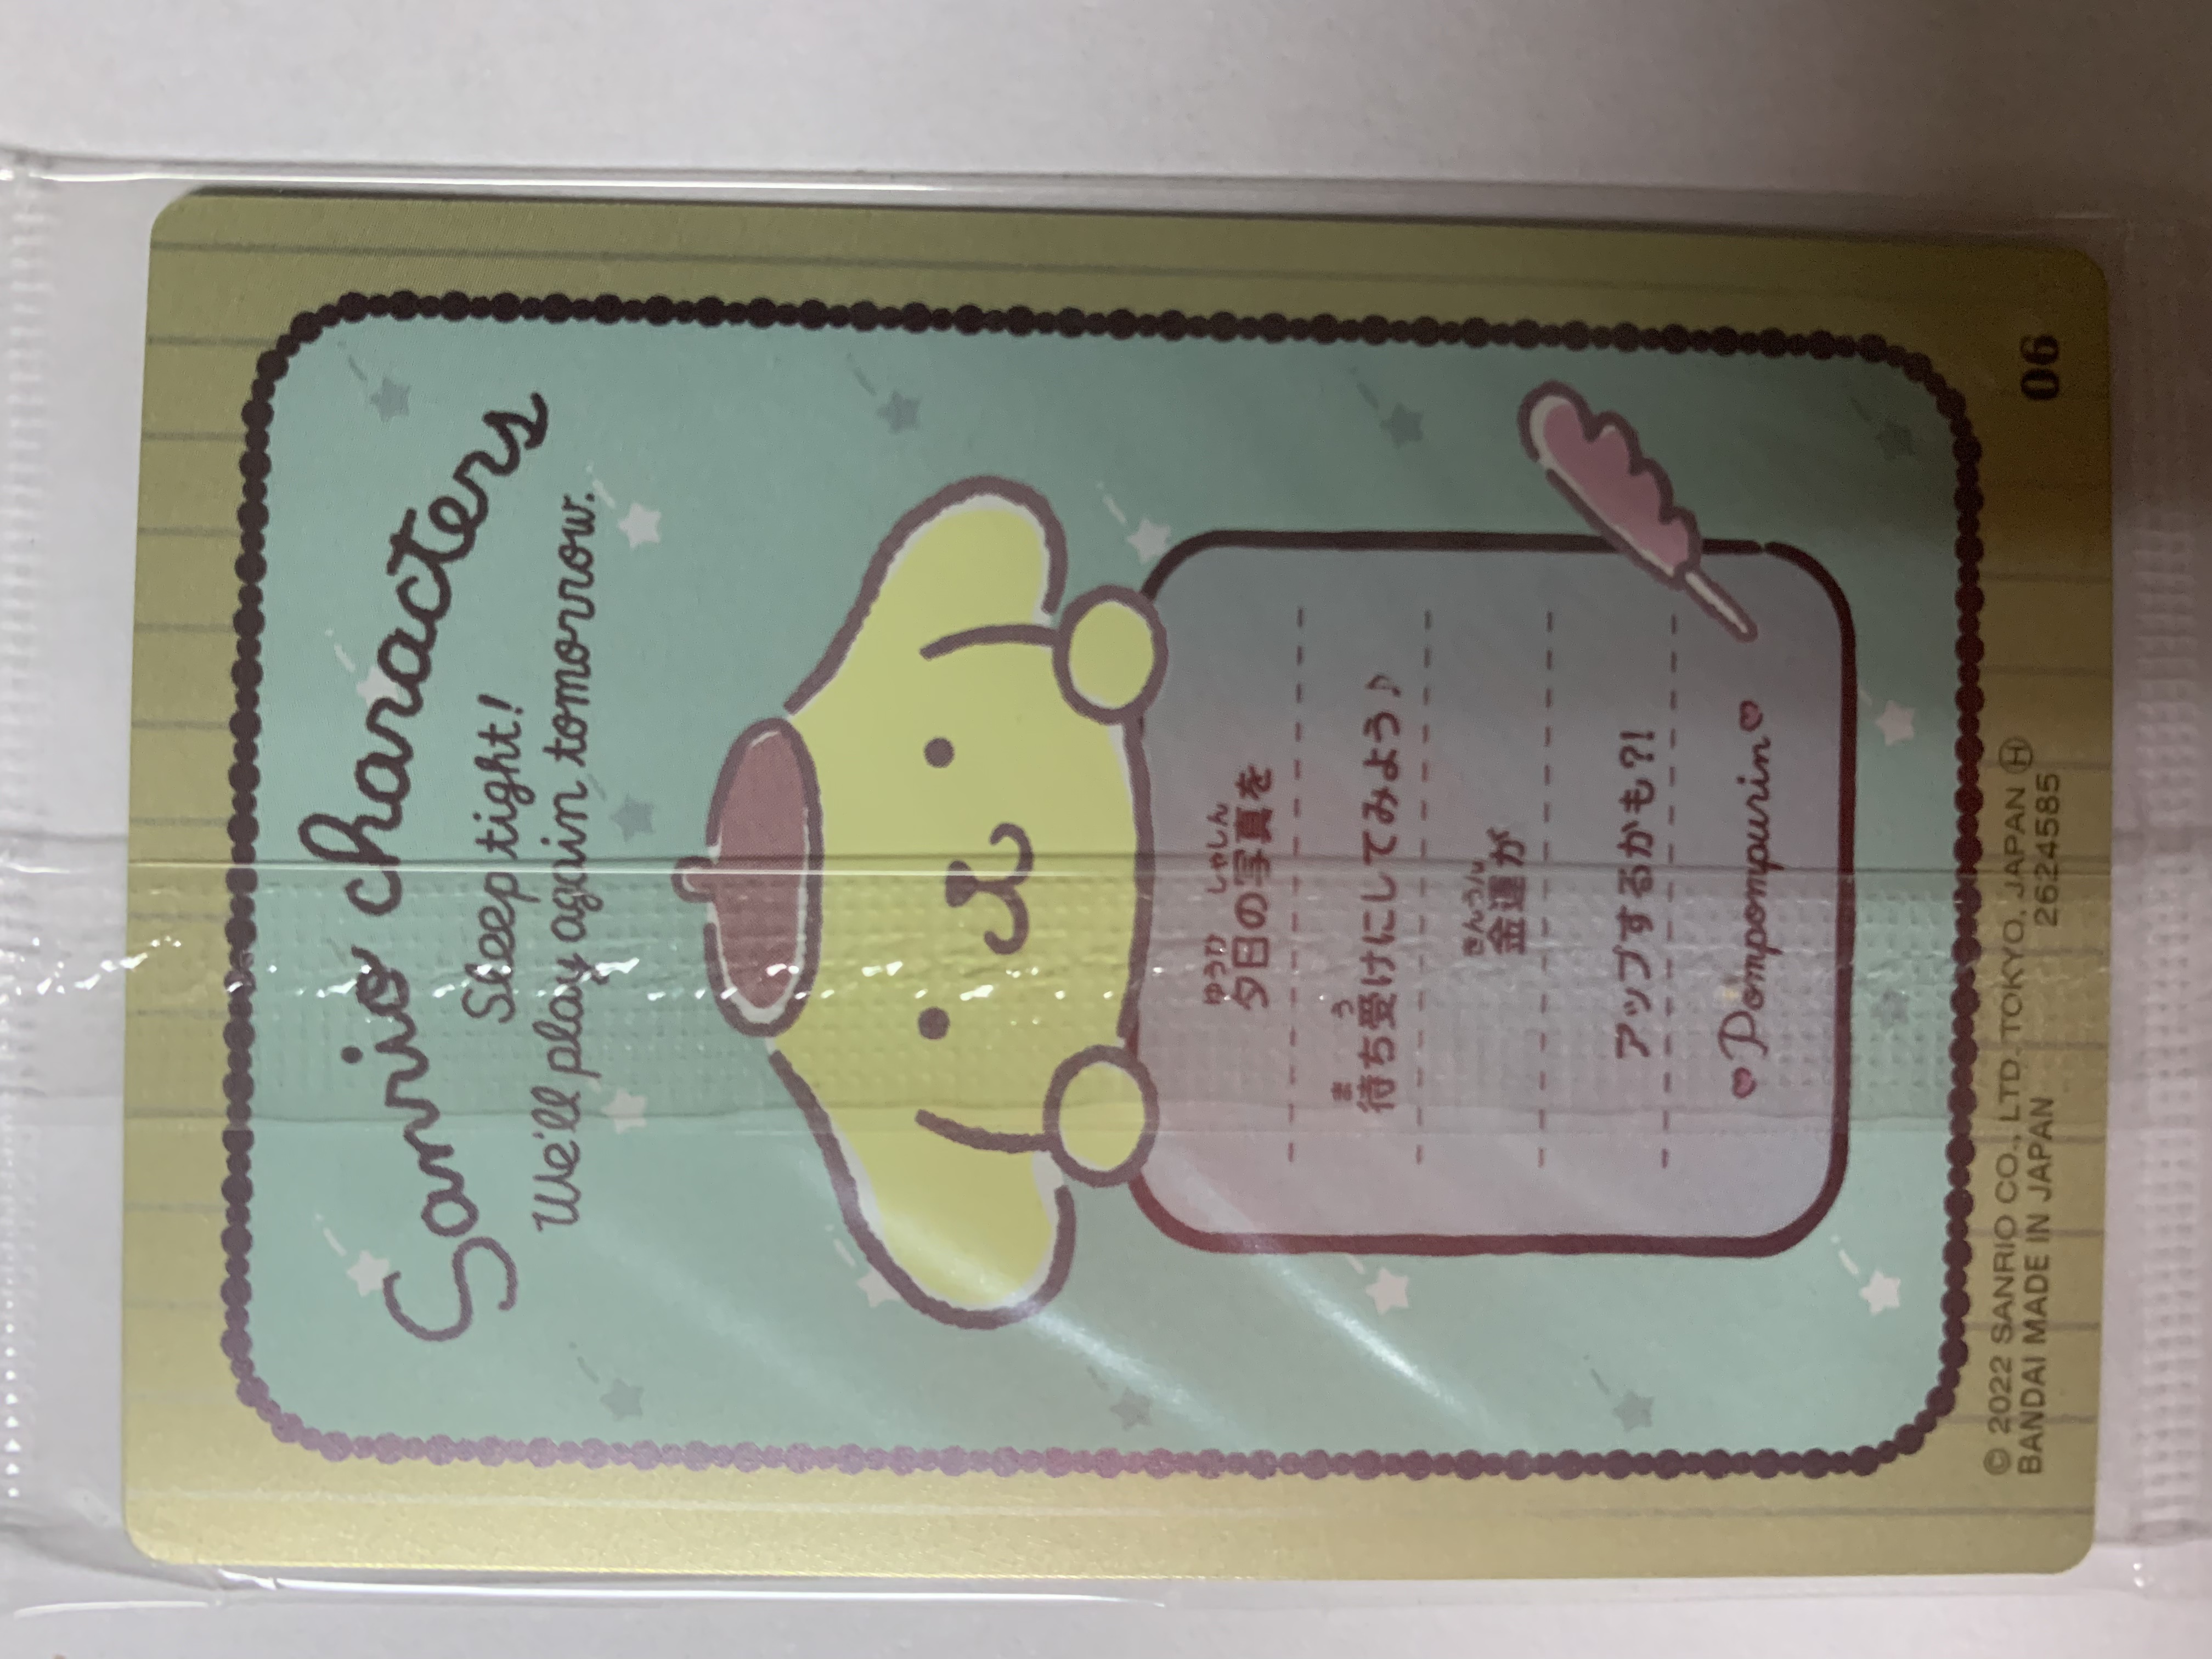 Sanrio characters
Sleep tight!
We'll play again tomorrow.
ゆうひ しゃしん
夕日の写真を
ま う
待ち受けにしてみよう♪
きんうん
金運が
アップするかも?!
♥Pompompurin♥
© 2022 SANRIO CO., LTD. TOKYO, JAPAN Ⓗ
BANDAI MADE IN JAPAN 2624585
06